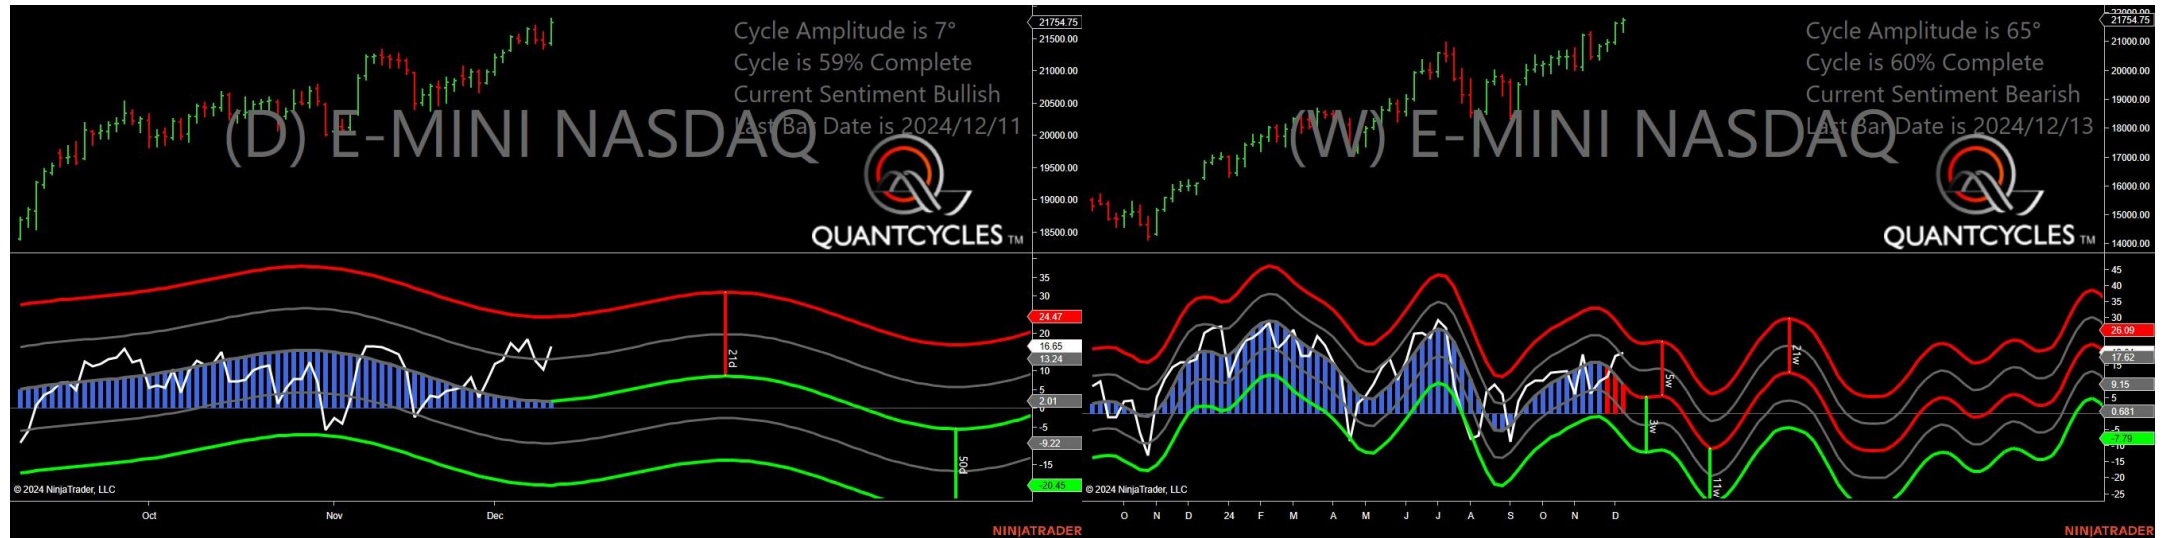 Cycle Amplitude is 7°
Cycle is 59% Complete
Current Sentiment Bullish
Last Bar Date is 2024/12/11
(D) E-MINI NASDAQ
QUANTCYCLES TM
21754.75
21500.00
21000.00
20500.00
20000.00
19500.00
19000.00
18500.00
35
30
24.47
20
16.65
13.24
10
5
2.01
0
-5
-9.22
-15
-20.45
21d
50d
© 2024 NinjaTrader, LLC
Oct Nov Dec
NINJATRADER
Cycle Amplitude is 65°
Cycle is 60% Complete
Current Sentiment Bearish
Last Bar Date is 2024/12/13
(W) E-MINI NASDAQ
QUANTCYCLES TM
22000.00
21754.75
21000.00
20000.00
19000.00
18000.00
17000.00
16000.00
15000.00
14000.00
45
40
35
30
26.09
17.62
15
9.15
5
0.681
-5
-7.79
-10
-15
-20
-25
5w
3w
11w
21w
© 2024 NinjaTrader, LLC
O N D 24 F M A M J J A S O N D
NINJATRADER